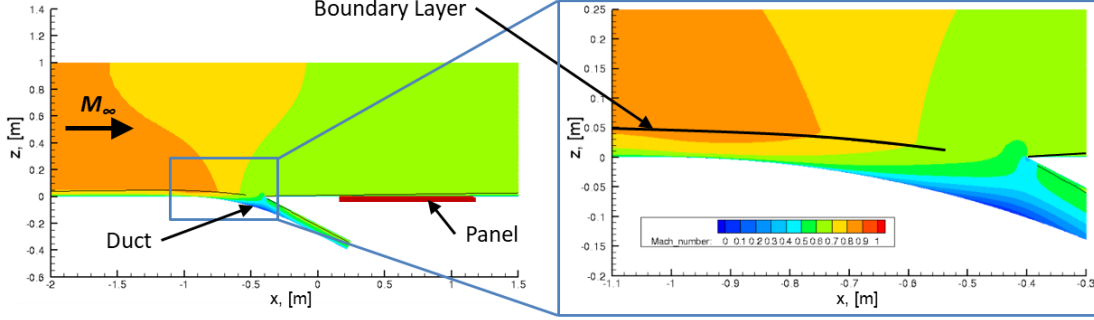 Boundary Layer
1.4
1.2
1
0.8
0.6
0.4
0.2
0
-0.2
-0.4
-0.6
z, [m]
M∞
Duct
Panel
-2 -1.5 -1 -0.5 0 0.5 1 1.5
x, [m]
0.25
0.2
0.15
0.1
0.05
0
-0.05
-0.1
-0.15
-0.2
z, [m]
Mach_number: 0 0.1 0.2 0.3 0.4 0.5 0.6 0.7 0.8 0.9 1
-1.1 -1 -0.9 -0.8 -0.7 -0.6 -0.5 -0.4 -0.3
x, [m]